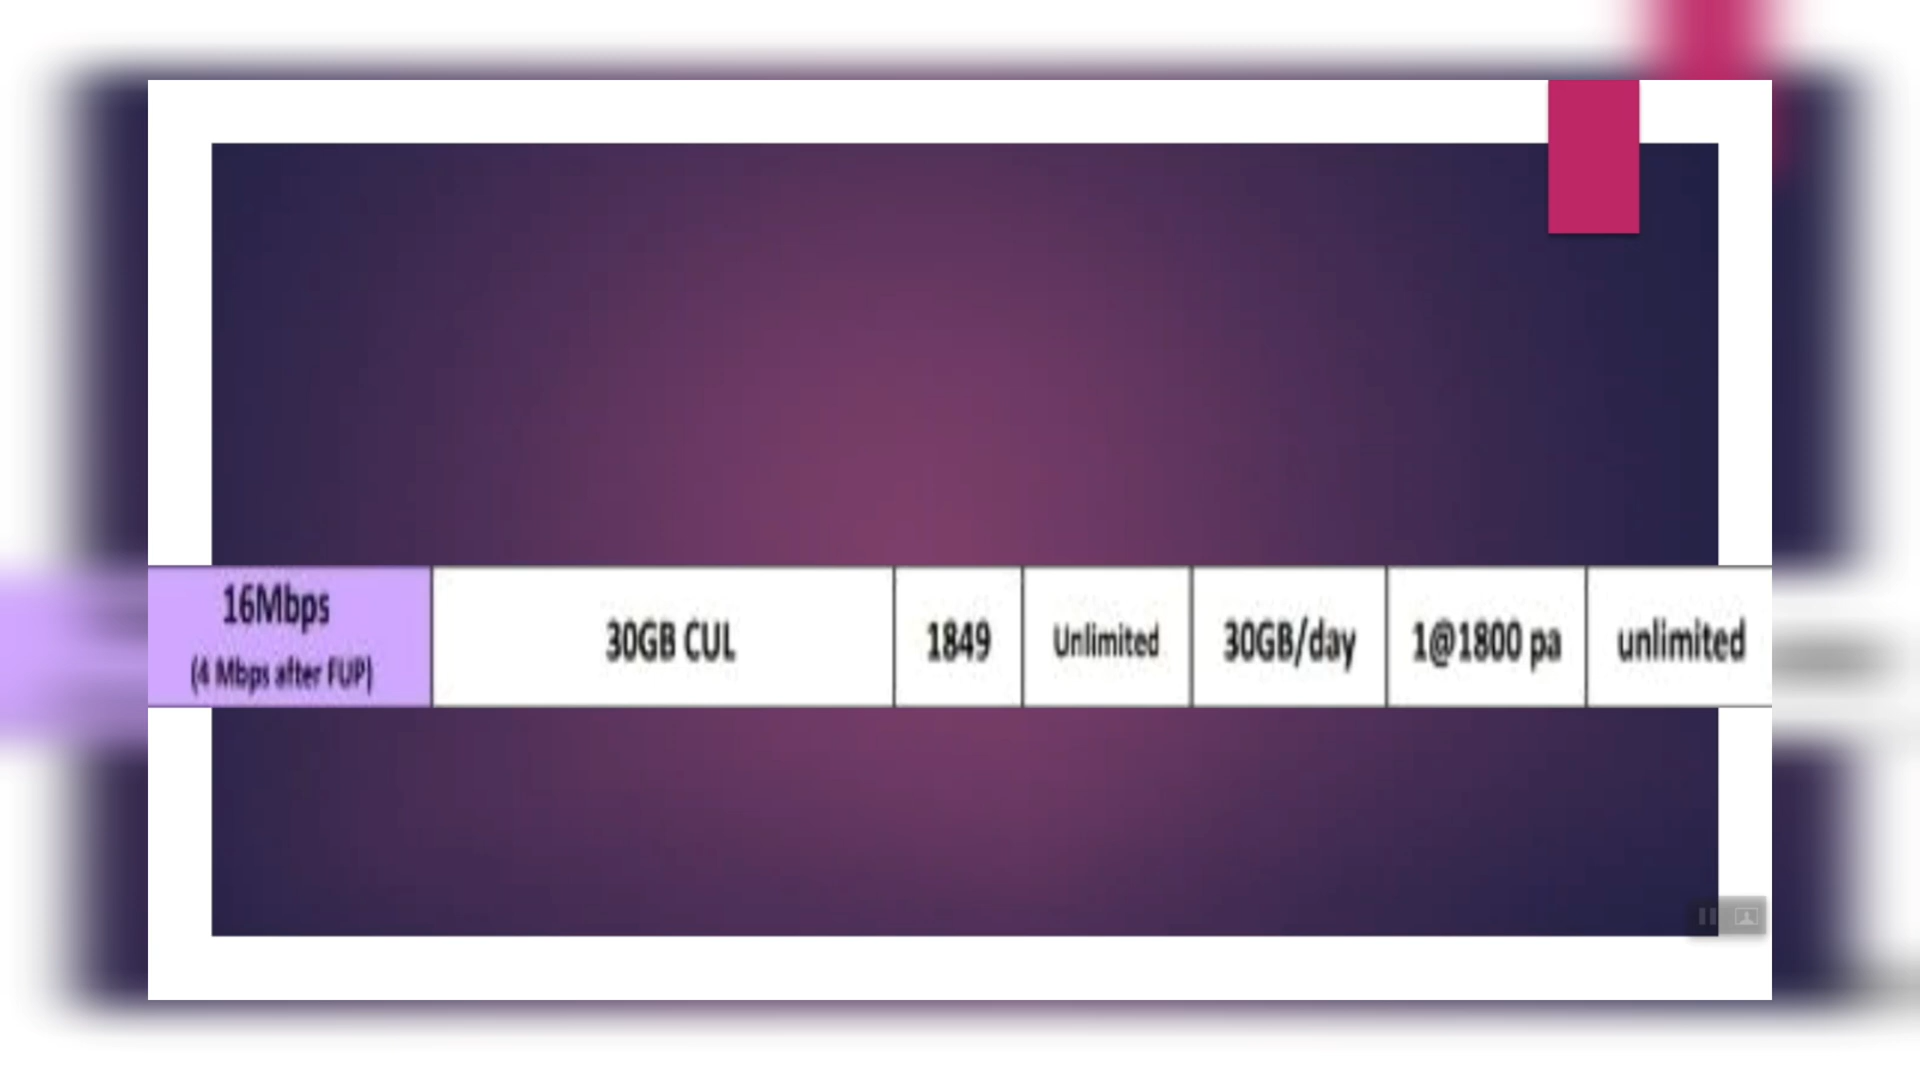 16Mbps
(4 Mbps after FUP)
30GB CUL
1849
Unlimited
30GB/day
1@1800 pa
unlimited